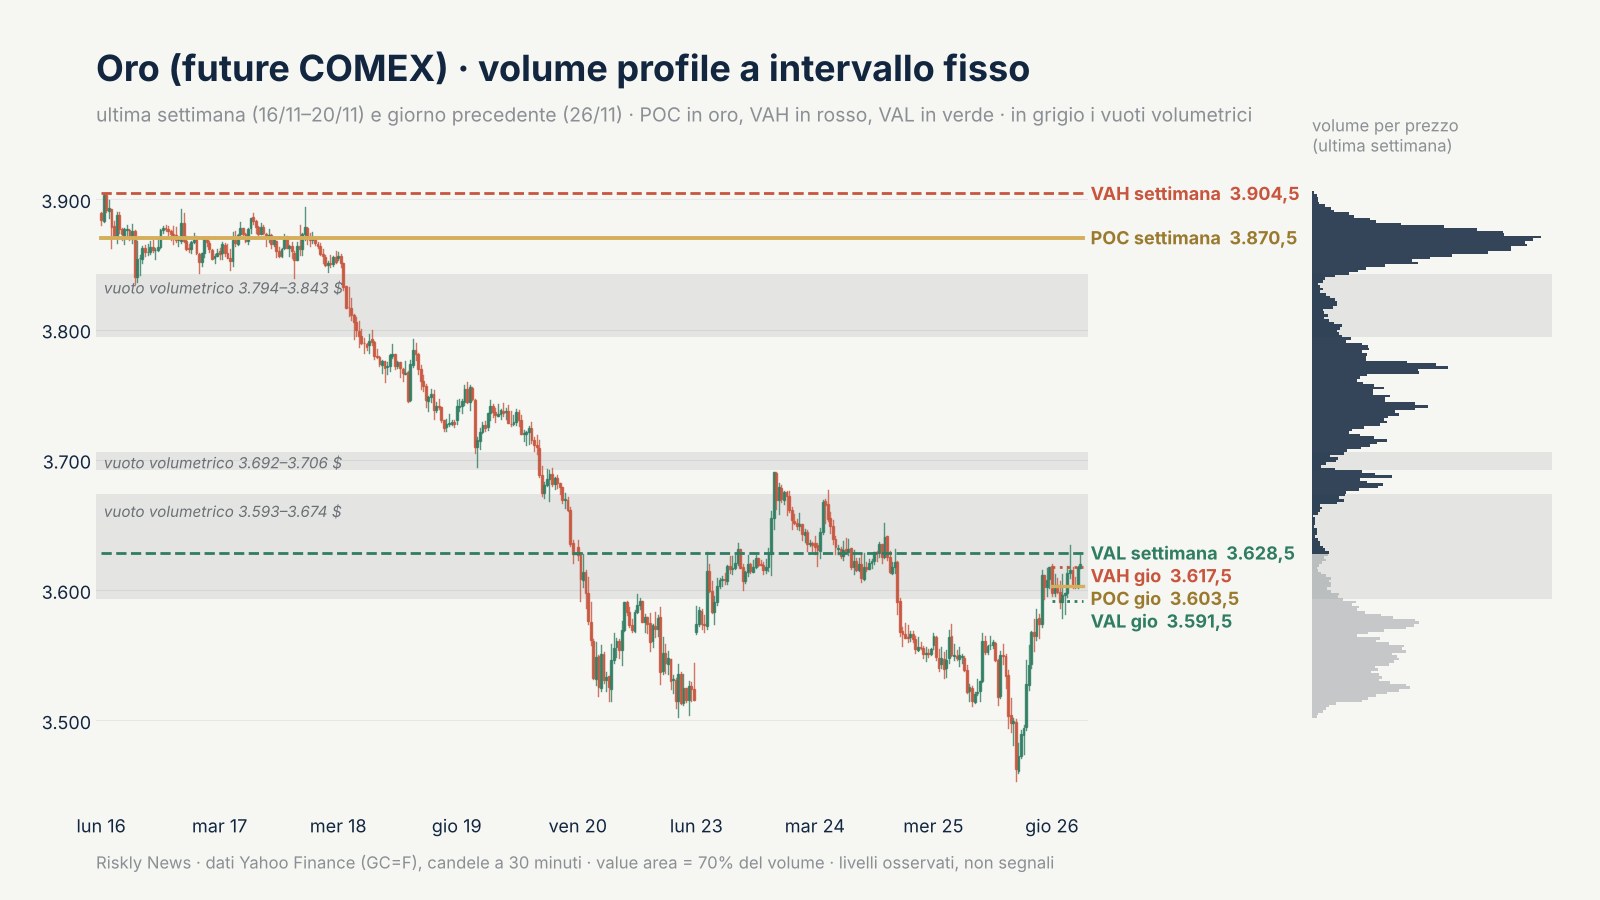 Oro (future COMEX) · volume profile a intervallo fisso
ultima settimana (16/11–20/11) e giorno precedente (26/11) · POC in oro, VAH in rosso, VAL in verde · in grigio i vuoti volumetrici
volume per prezzo
(ultima settimana)
VAH settimana 3.904,5
3.900
POC settimana 3.870,5
vuoto volumetrico 3.794–3.843 $
3.800
3.700
vuoto volumetrico 3.692–3.706 $
vuoto volumetrico 3.593–3.674 $
VAL settimana 3.628,5
VAH gio 3.617,5
3.600
POC gio 3.603,5
VAL gio 3.591,5
3.500
lun 16 mar 17 mer 18 gio 19 ven 20 lun 23 mar 24 mer 25 gio 26
Riskly News · dati Yahoo Finance (GC=F), candele a 30 minuti · value area = 70% del volume · livelli osservati, non segnali